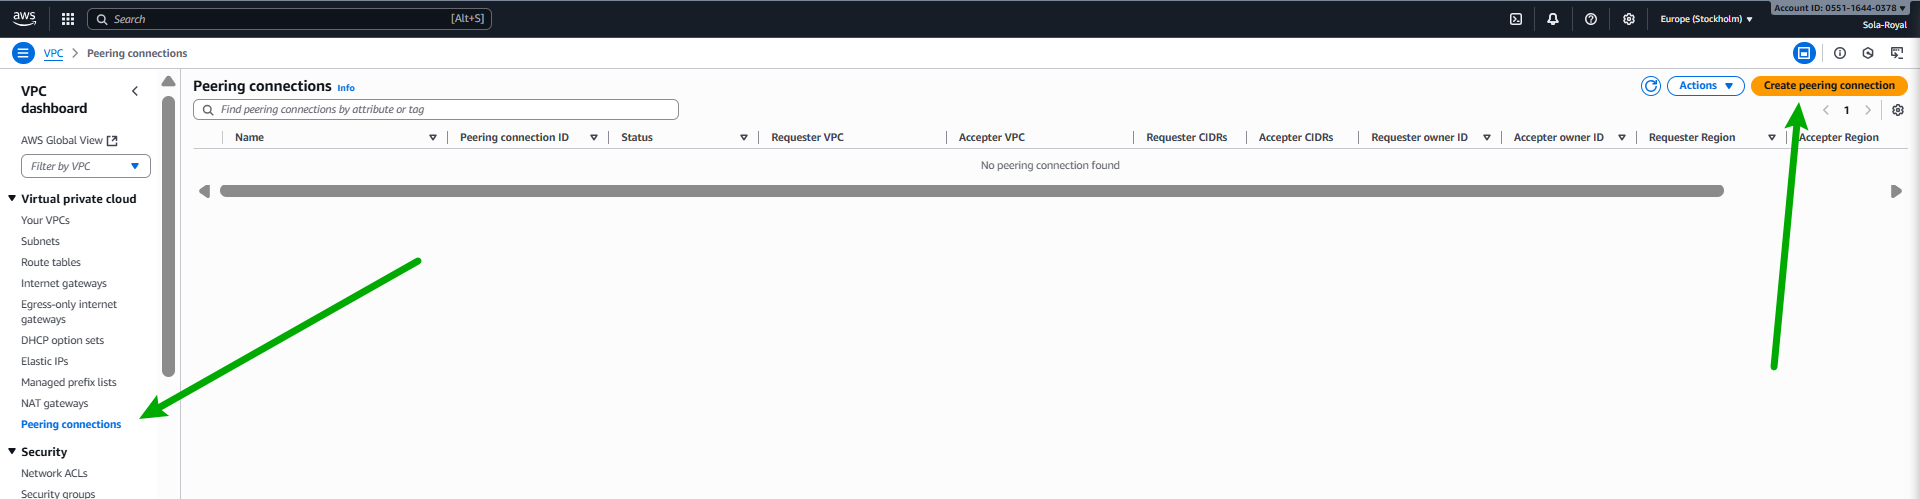 aws
Search
[Alt+S]
Europe (Stockholm)
Account ID: 0551-1644-0378
Sola-Royal
VPC
Peering connections
VPC dashboard
AWS Global View
Filter by VPC
Virtual private cloud
Your VPCs
Subnets
Route tables
Internet gateways
Egress-only internet
gateways
DHCP option sets
Elastic IPs
Managed prefix lists
NAT gateways
Peering connections
Security
Network ACLs
Security groups
Peering connections Info
Actions
Create peering connection
Find peering connections by attribute or tag
1
Name Peering connection ID Status Requester VPC Accepter VPC Requester CIDRs Accepter CIDRs Requester owner ID Accepter owner ID Requester Region Accepter Region
No peering connection found